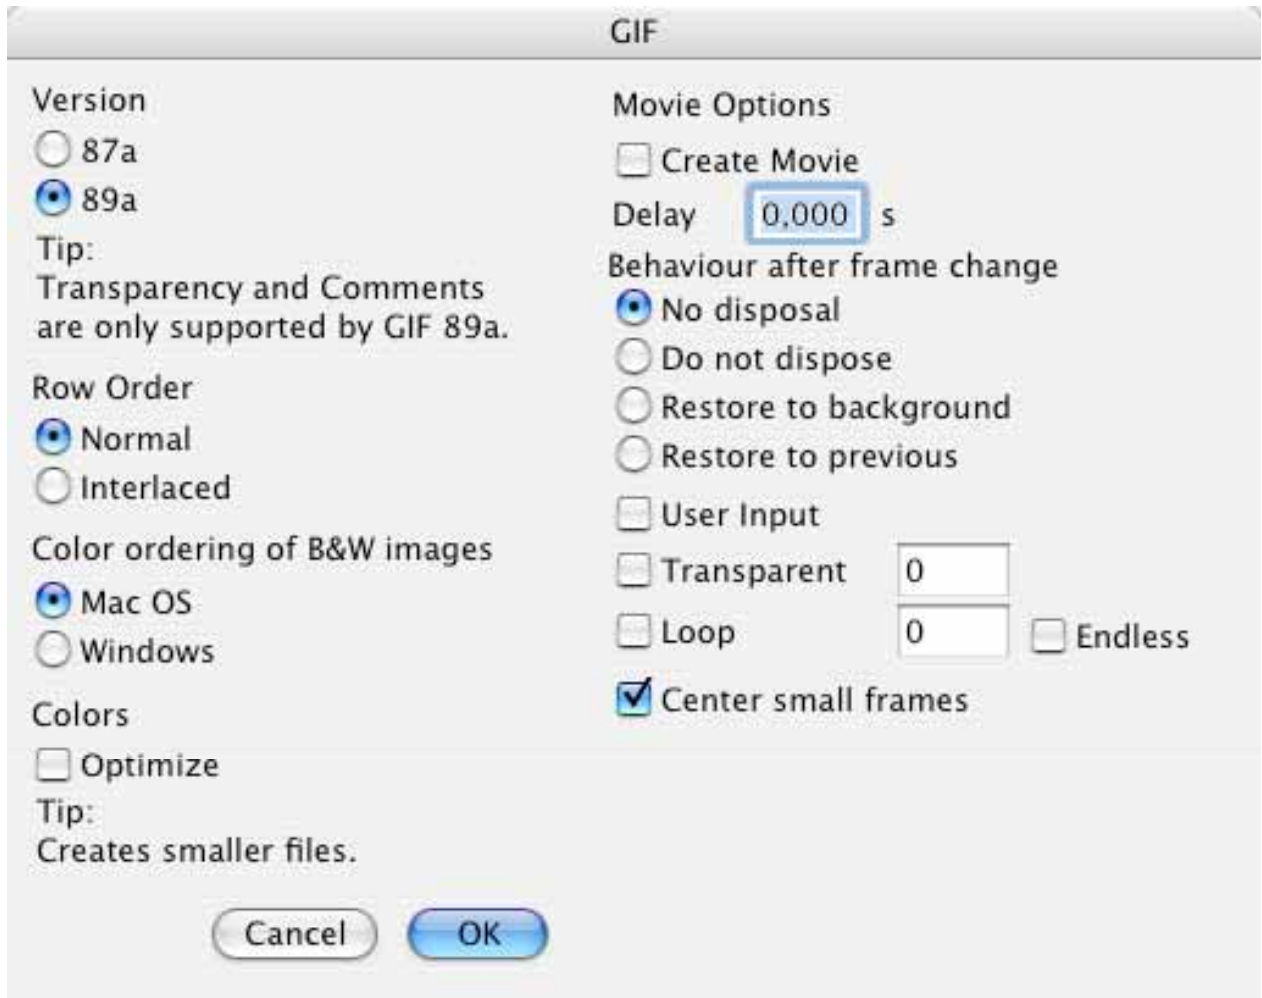 GIF
Version
87a
89a
Tip:
Transparency and Comments
are only supported by GIF 89a.
Row Order
Normal
Interlaced
Color ordering of B&W images
Mac OS
Windows
Colors
Optimize
Tip:
Creates smaller files.
Cancel OK
Movie Options
Create Movie
Delay 0,000 s
Behaviour after frame change
No disposal
Do not dispose
Restore to background
Restore to previous
User Input
Transparent 0
Loop 0 Endless
Center small frames